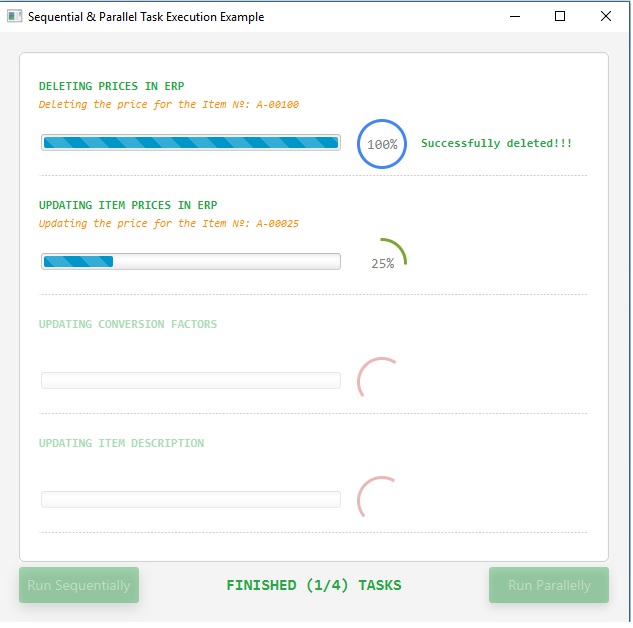 Sequential & Parallel Task Execution Example
DELETING PRICES IN ERP
Deleting the price for the Item Nº: A-00100
100% Successfully deleted!!!
UPDATING ITEM PRICES IN ERP
Updating the price for the Item Nº: A-00025
25%
UPDATING CONVERSION FACTORS
UPDATING ITEM DESCRIPTION
Run Sequentially FINISHED (1/4) TASKS Run Parallelly